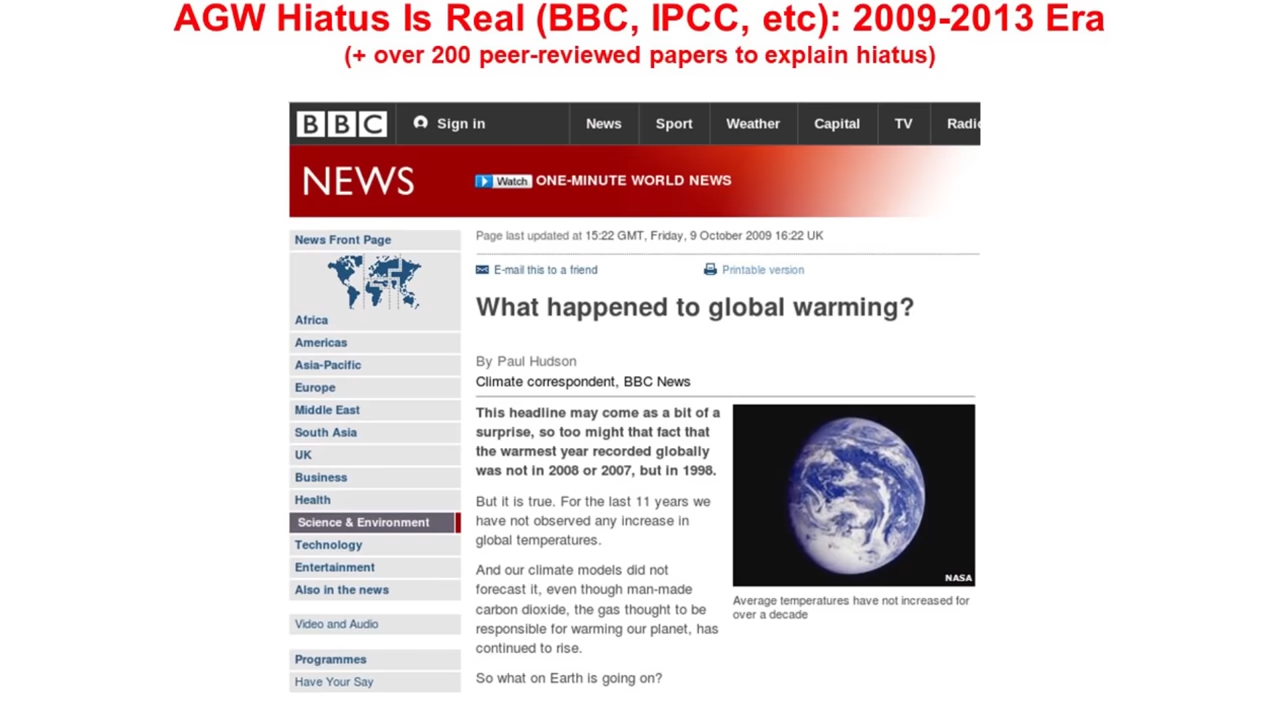 AGW Hiatus Is Real (BBC, IPCC, etc): 2009-2013 Era
(+ over 200 peer-reviewed papers to explain hiatus)
BBC Sign in News Sport Weather Capital TV Radio
NEWS Watch ONE-MINUTE WORLD NEWS
News Front Page
Africa
Americas
Asia-Pacific
Europe
Middle East
South Asia
UK
Business
Health
Science & Environment
Technology
Entertainment
Also in the news
Video and Audio
Programmes
Have Your Say
Page last updated at 15:22 GMT, Friday, 9 October 2009 16:22 UK
E-mail this to a friend Printable version
What happened to global warming?
By Paul Hudson
Climate correspondent, BBC News
This headline may come as a bit of a
surprise, so too might that fact that
the warmest year recorded globally
was not in 2008 or 2007, but in 1998.
But it is true. For the last 11 years we
have not observed any increase in
global temperatures.
And our climate models did not
forecast it, even though man-made
carbon dioxide, the gas thought to be
responsible for warming our planet, has
continued to rise.
So what on Earth is going on?
NASA
Average temperatures have not increased for
over a decade